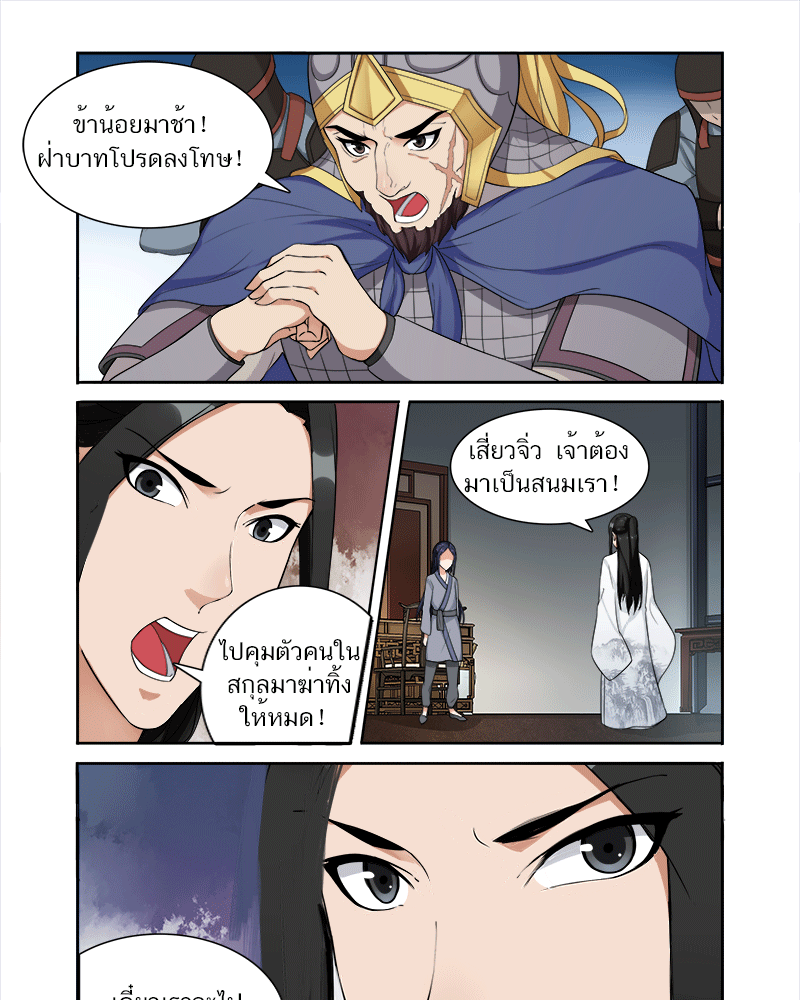 ข้าน้อยมาช้า!
ฝ่าบาทโปรดลงโทษ!
ไปคุมตัวคนใน
สกุลมาฆ่าทิ้ง
ให้หมด!
เสี่ยวจิ่ว เจ้าต้อง
มาเป็นสนมเรา!